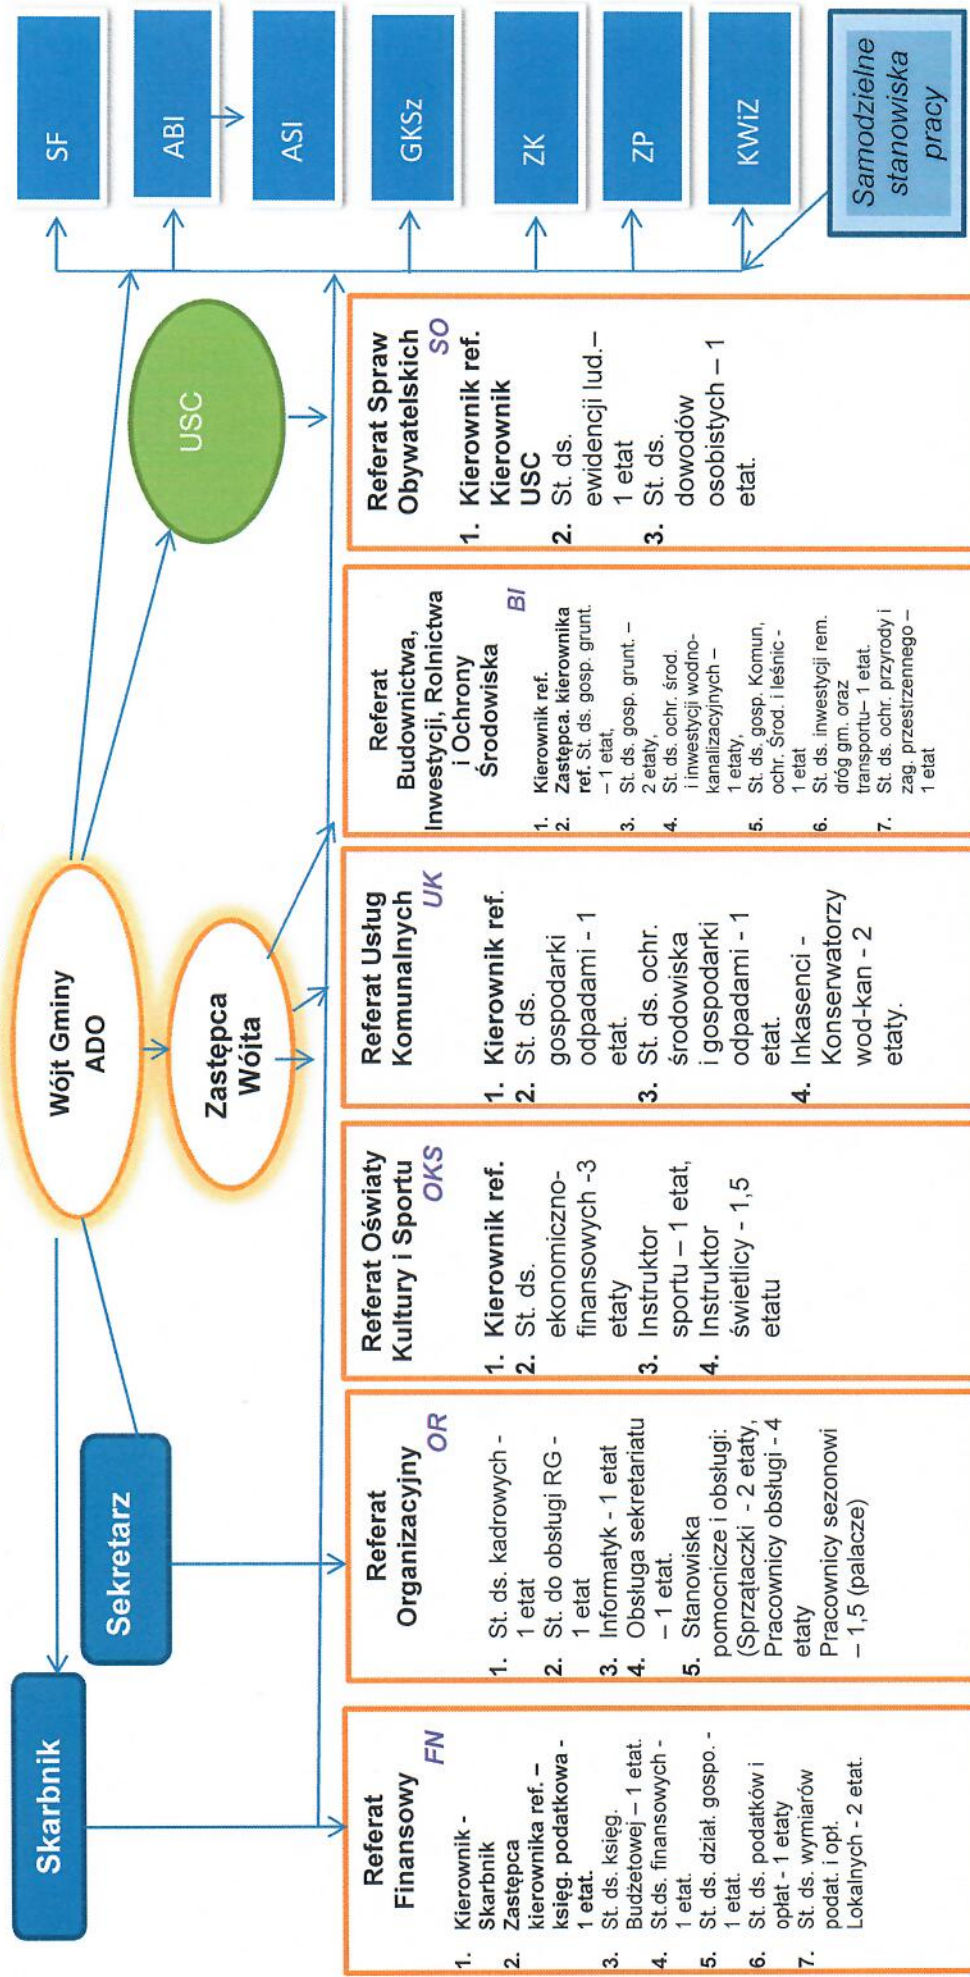 Wójt Gminy
ADO
Zastępca
Wójta
Skarbnik
Sekretarz
USC
SF
ABI
ASI
GKSz
ZK
ZP
KWiZ
Samodzielne
stanowiska
pracy
Referat
Finansowy
FN
1. Kierownik -
Skarbnik
2. Zastępca
kierownika ref. –
księg. podatkowa -
1 etat.
3. St. ds. księg.
Budżetowej – 1 etat.
4. St.ds. finansowych -
1 etat.
5. St. ds. dział. gospo. -
1 etat.
6. St. ds. podatków i
opłat - 1 etaty
7. St. ds. wymiarów
podat. i opł.
Lokalnych - 2 etat.
Referat
Organizacyjny
OR
1. St. ds. kadrowych -
1 etat
2. St. do obsługi RG -
1 etat
3. Informatyk - 1 etat
4. Obsługa sekretariatu
– 1 etat.
5. Stanowiska
pomocnicze i obsługi:
(Sprzątaczki - 2 etaty,
Pracownicy obsługi - 4
etaty
Pracownicy sezonowi
– 1,5 (palacze)
Referat Oświaty
Kultury i Sportu
OKS
1. Kierownik ref.
2. St. ds.
ekonomiczno-
finansowych -3
etaty
3. Instruktor
sportu – 1 etat,
4. Instruktor
świetlicy - 1,5
etatu
Referat Usług
Komunalnych
UK
1. Kierownik ref.
2. St. ds.
gospodarki
odpadami - 1
etat.
3. St. ds. ochr.
środowiska
i gospodarki
odpadami - 1
etat.
4. Inkasenci -
Konserwatorzy
wod-kan - 2
etaty.
Referat
Budownictwa,
Inwestycji, Rolnictwa
i Ochrony
Środowiska
BI
1. Kierownik ref.
2. Zastępca. kierownika
ref. St. ds. gosp. grunt.
– 1 etat,
3. St. ds. gosp. grunt. –
2 etaty,
4. St. ds. ochr. środ.
i inwestycji wodno-
kanalizacyjnych –
1 etaty,
5. St. ds. gosp. Komun,
ochr. Środ. i leśnic -
1 etat
6. St. ds. inwestycji rem.
dróg gm. oraz
transportu– 1 etat.
7. St. ds. ochr. przyrody i
zag. przestrzennego –
1 etat
Referat Spraw
Obywatelskich
SO
1. Kierownik ref.
Kierownik
USC
2. St. ds.
ewidencji lud.–
1 etat
3. St. ds.
dowodów
osobistych – 1
etat.